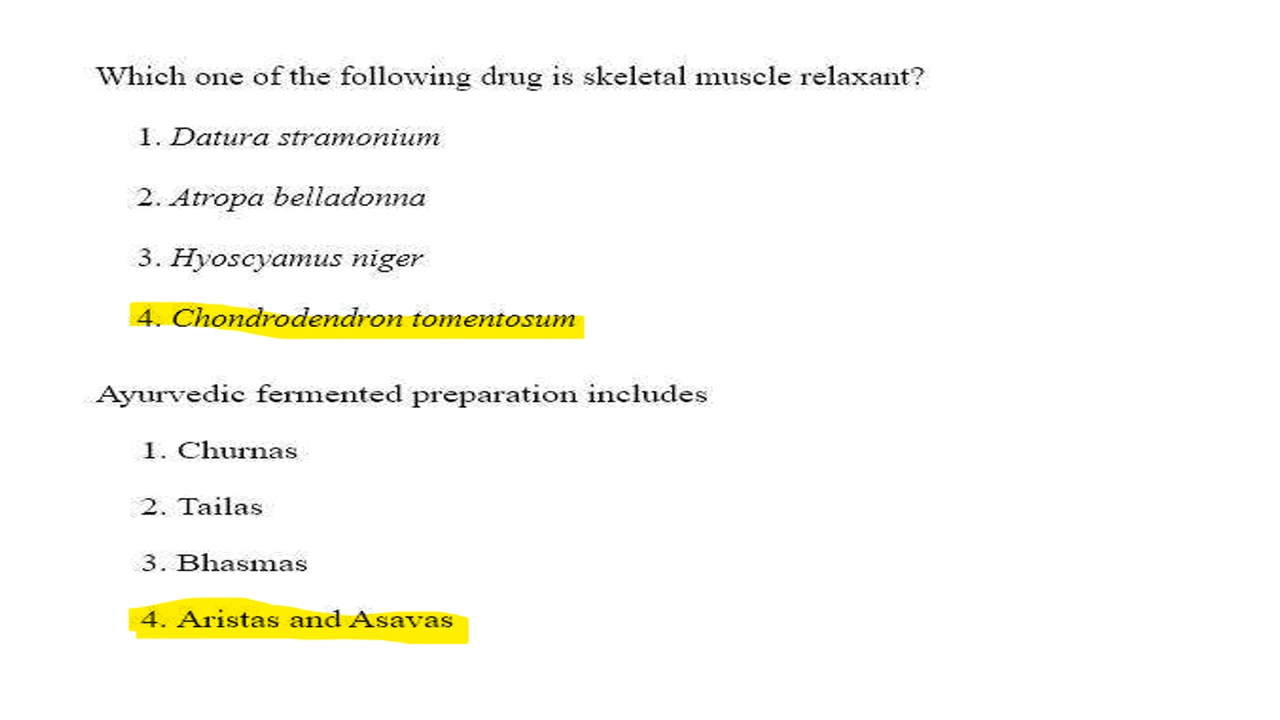 Which one of the following drug is skeletal muscle relaxant?
1. Datura stramonium
2. Atropa belladonna
3. Hyoscyamus niger
4. Chondrodendron tomentosum
Ayurvedic fermented preparation includes
1. Churnas
2. Tailas
3. Bhasmas
4. Aristas and Asavas